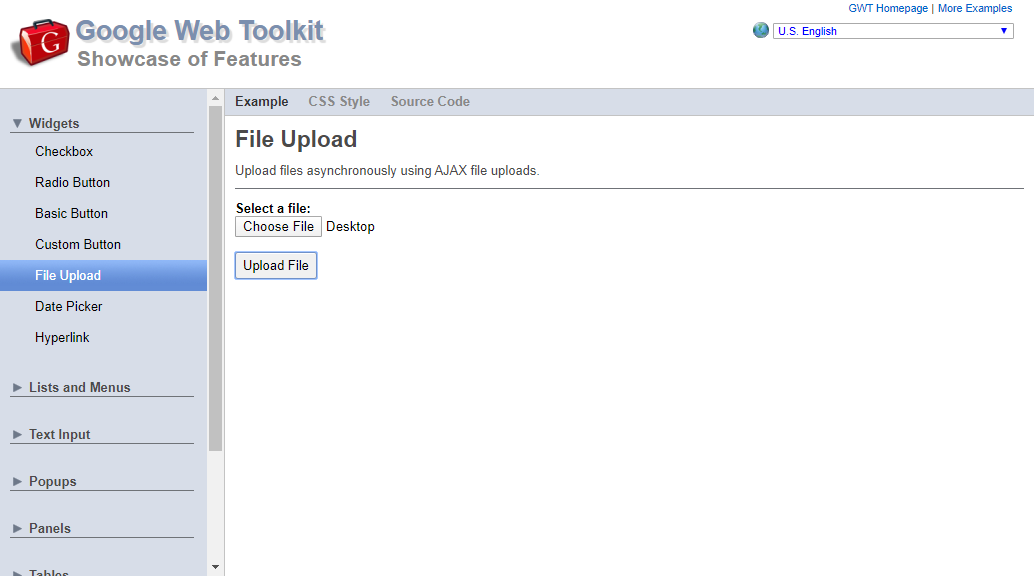 GWT Homepage | More Examples
Google Web Toolkit
Showcase of Features
U.S. English
Widgets
Checkbox
Radio Button
Basic Button
Custom Button
File Upload
Date Picker
Hyperlink
Lists and Menus
Text Input
Popups
Panels
Tables
Example CSS Style Source Code
File Upload
Upload files asynchronously using AJAX file uploads.
Select a file:
Choose File Desktop
Upload File